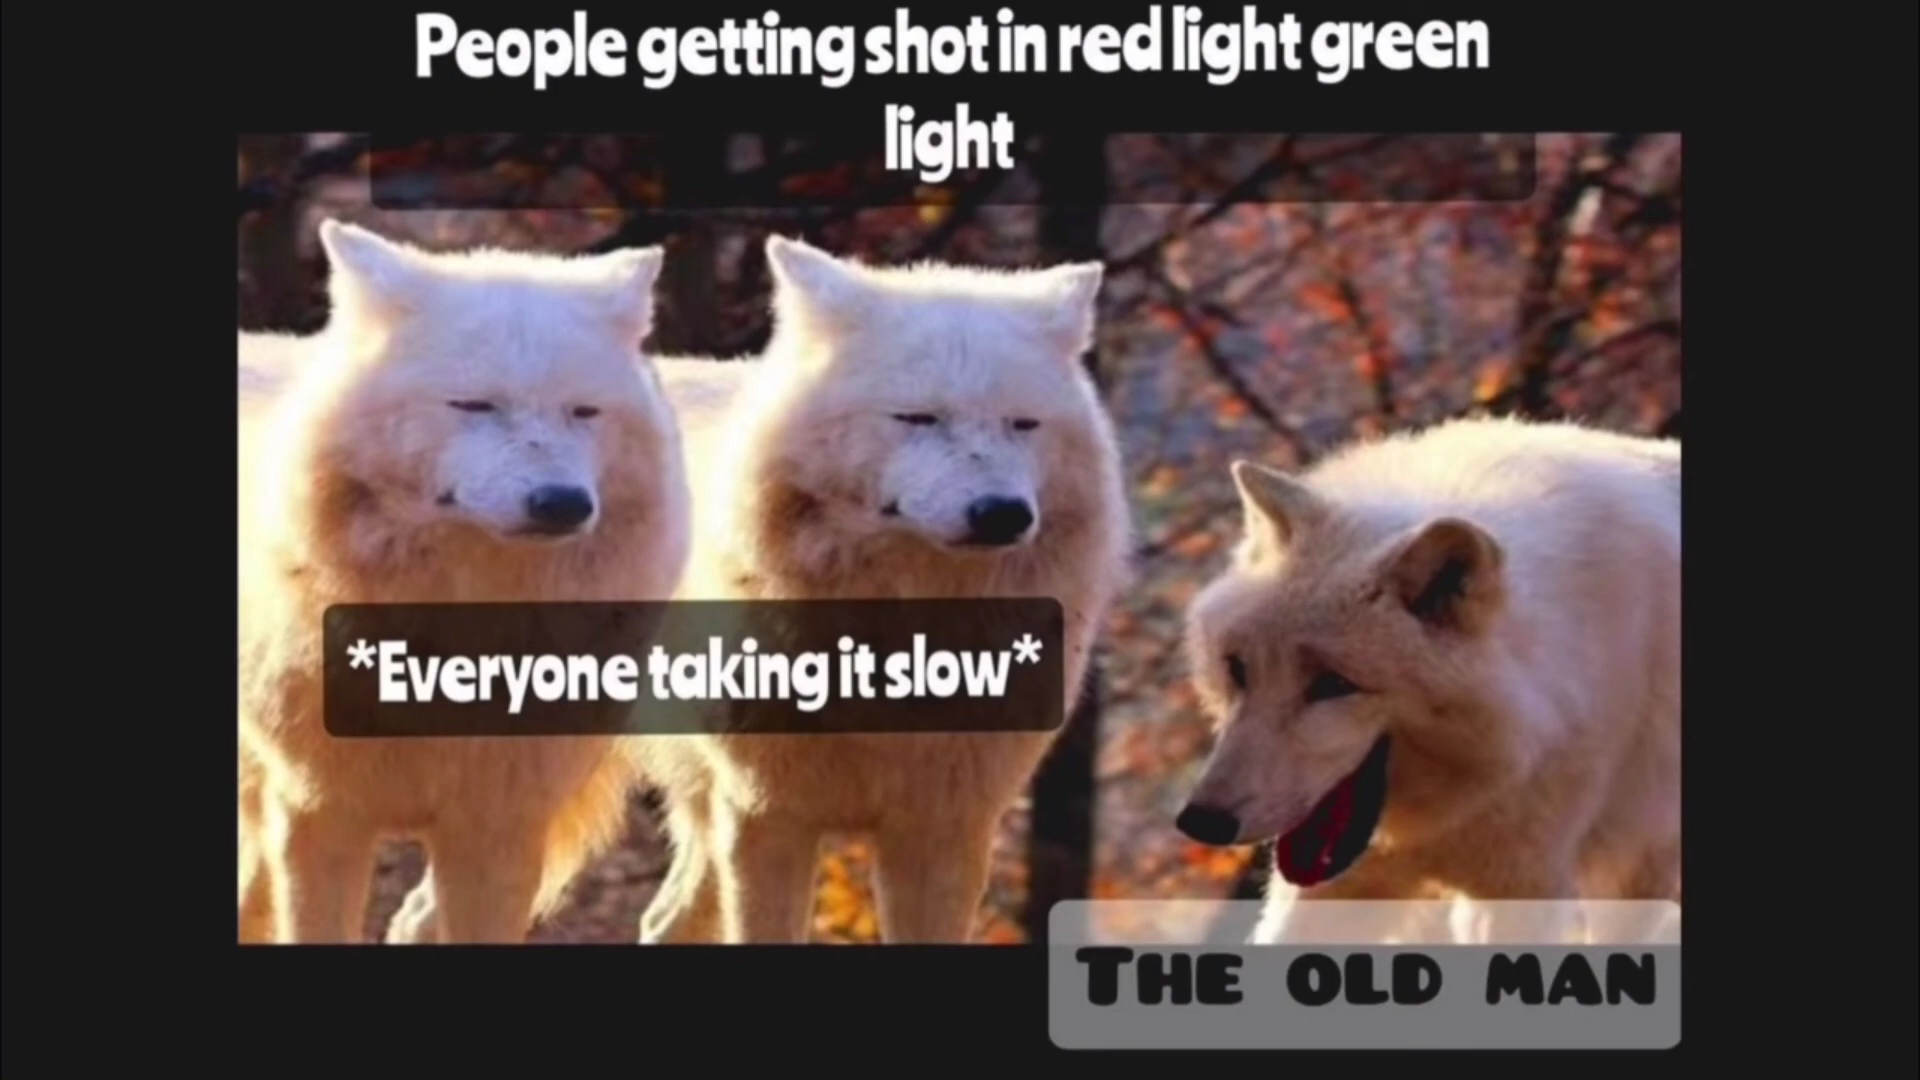 People getting shot in red light green
light
*Everyone taking it slow*
THE OLD MAN